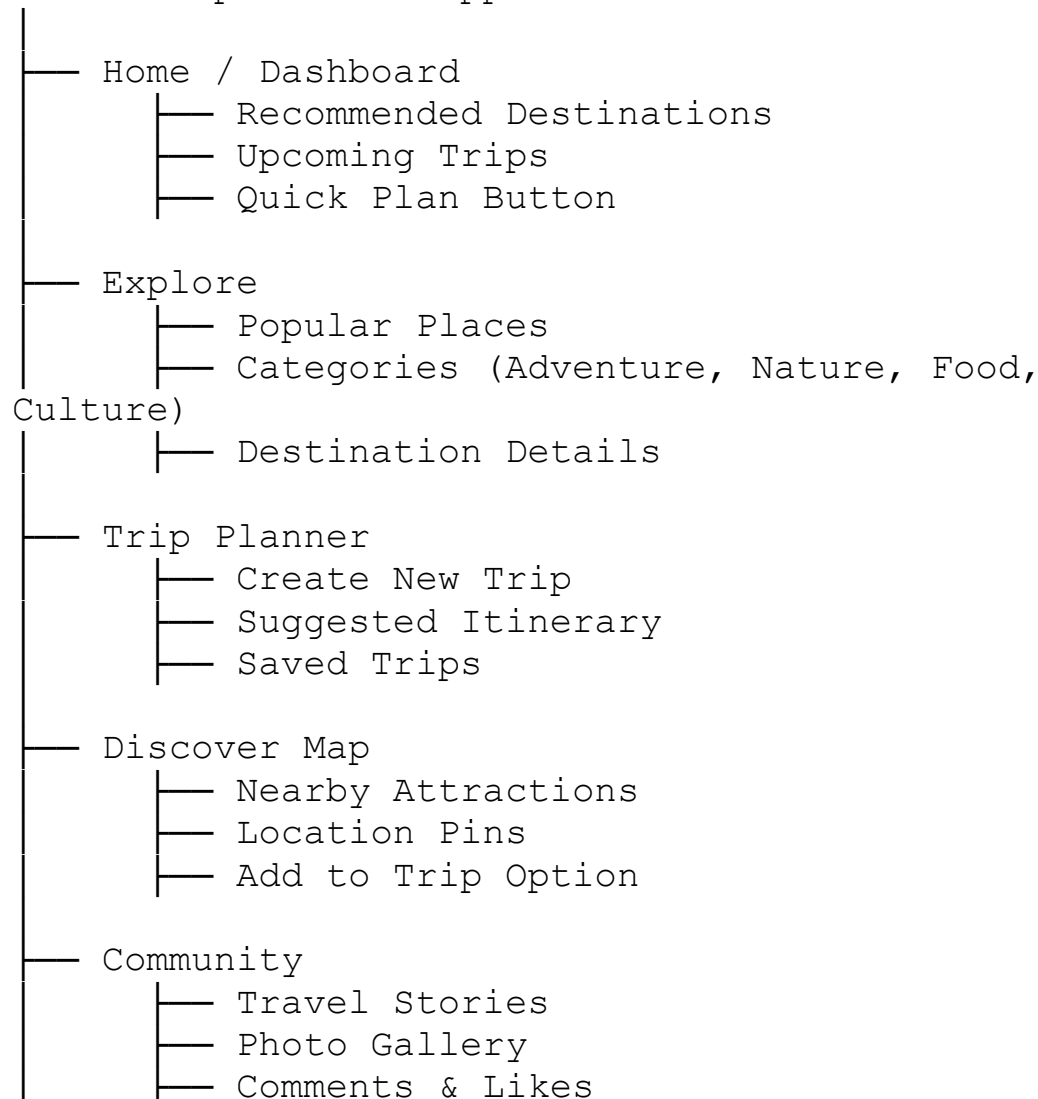 Home / Dashboard
Recommended Destinations
Upcoming Trips
Quick Plan Button
Explore
Popular Places
Categories (Adventure, Nature, Food,
Culture)
Destination Details
Trip Planner
Create New Trip
Suggested Itinerary
Saved Trips
Discover Map
Nearby Attractions
Location Pins
Add to Trip Option
Community
Travel Stories
Photo Gallery
Comments & Likes